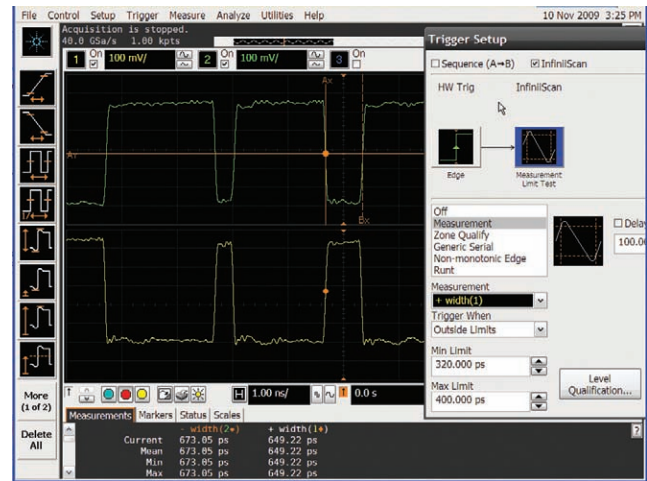 File Control Setup Trigger Measure Analyze Utilities Help 10 Nov 2009 3:25 PM
Acquisition is stopped.
40.0 GSa/s 1.00 kpts
1 On 100 mV/ 2 On 100 mV/ 3 On
Trigger Setup
Sequence (A→B) InfiniiScan
HW Trig InfiniiScan
Edge Measurement
Limit Test
Ax
Ay
Bx
Off
Measurement
Zone Qualify
Generic Serial
Non-monotonic Edge
Runt
Delay
100.0
Measurement
+ width(1)
Trigger When
Outside Limits
Min Limit
320.000 ps
Max Limit
400.000 ps
Level
Qualification...
More
(1 of 2)
Delete
All
T H 1.00 ns/ 0.0 s
Measurements Markers Status Scales
- width(2♦) + width(1♦)
Current 673.05 ps 649.22 ps
Mean 673.05 ps 649.22 ps
Min 673.05 ps 649.22 ps
Max 673.05 ps 649.22 ps
?